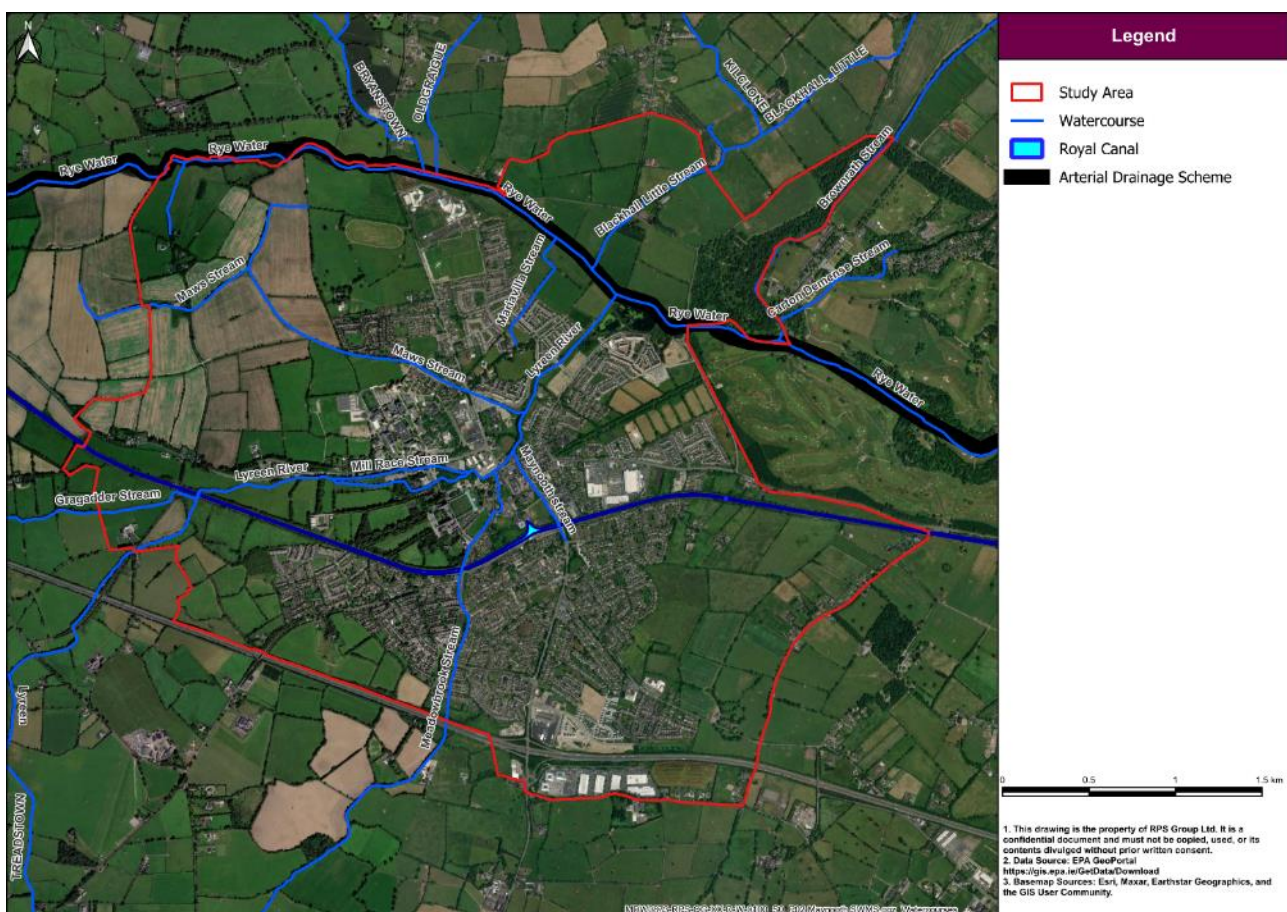 N
BRYANSTOWN
OLDGRAIGUE
KILCLONE
BLACKHALL_LITTLE
Rye Water
Rye Water
Rye Water
Blackhall Little Stream
Brownrath Stream
Mariavilla Stream
Carton Demense Stream
Maws Stream
Rye Water
Lyreen River
Maws Stream
Rye Water
Lyreen River
Mill Race Stream
Maynooth stream
Gragadder Stream
Meadowbrook Stream
Lyreen
TREADSTOWN
Legend
Study Area
Watercourse
Royal Canal
Arterial Drainage Scheme
0 0.5 1 1.5 km
1. This drawing is the property of RPS Group Ltd. It is a
confidential document and must not be copied, used, or its
contents divulged without prior written consent.
2. Data Source: EPA GeoPortal
https://gis.epa.ie/GetData/Download
3. Basemap Sources: Esri, Maxar, Earthstar Geographics, and
the GIS User Community.